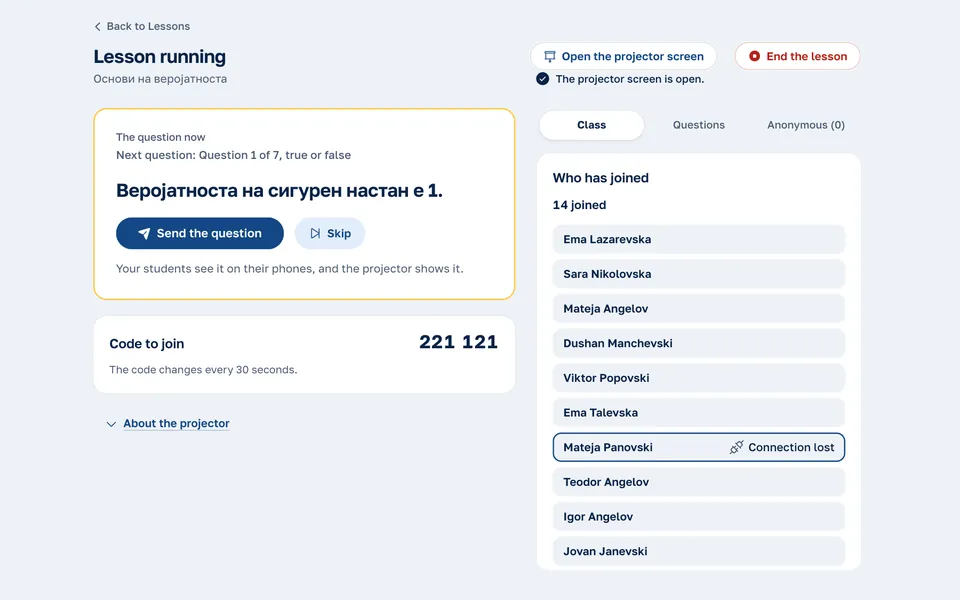 Back to Lessons
Lesson running
Основи на веројатноста
Open the projector screen
End the lesson
The projector screen is open.
The question now
Next question: Question 1 of 7, true or false
Веројатноста на сигурен настан е 1.
Send the question
Skip
Your students see it on their phones, and the projector shows it.
Code to join
221 121
The code changes every 30 seconds.
About the projector
Class
Questions
Anonymous (0)
Who has joined
14 joined
Ema Lazarevska
Sara Nikolovska
Mateja Angelov
Dushan Manchevski
Viktor Popovski
Ema Talevska
Mateja Panovski
Connection lost
Teodor Angelov
Igor Angelov
Jovan Janevski